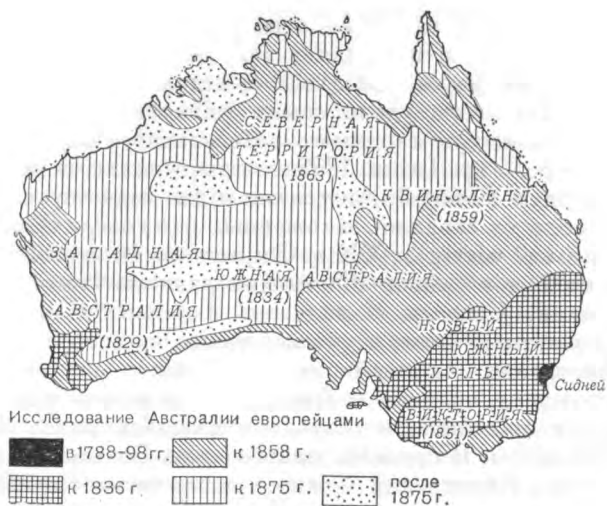 СЕВЕРНАЯ
ТЕРРИТОРИЯ
(1863)
КВИНСЛЕНД
(1859)
ЗАПАДНАЯ
АВСТРАЛИЯ
(1829)
ЮЖНАЯ АВСТРАЛИЯ
(1834)
НОВЫЙ
ЮЖНЫЙ
УЭЛЬС
Сидней
ВИКТОРИЯ
(1851)
Исследование Австралии европейцами
в 1788-98 гг.
к 1858 г.
к 1836 г.
к 1875 г.
после
1875 г.